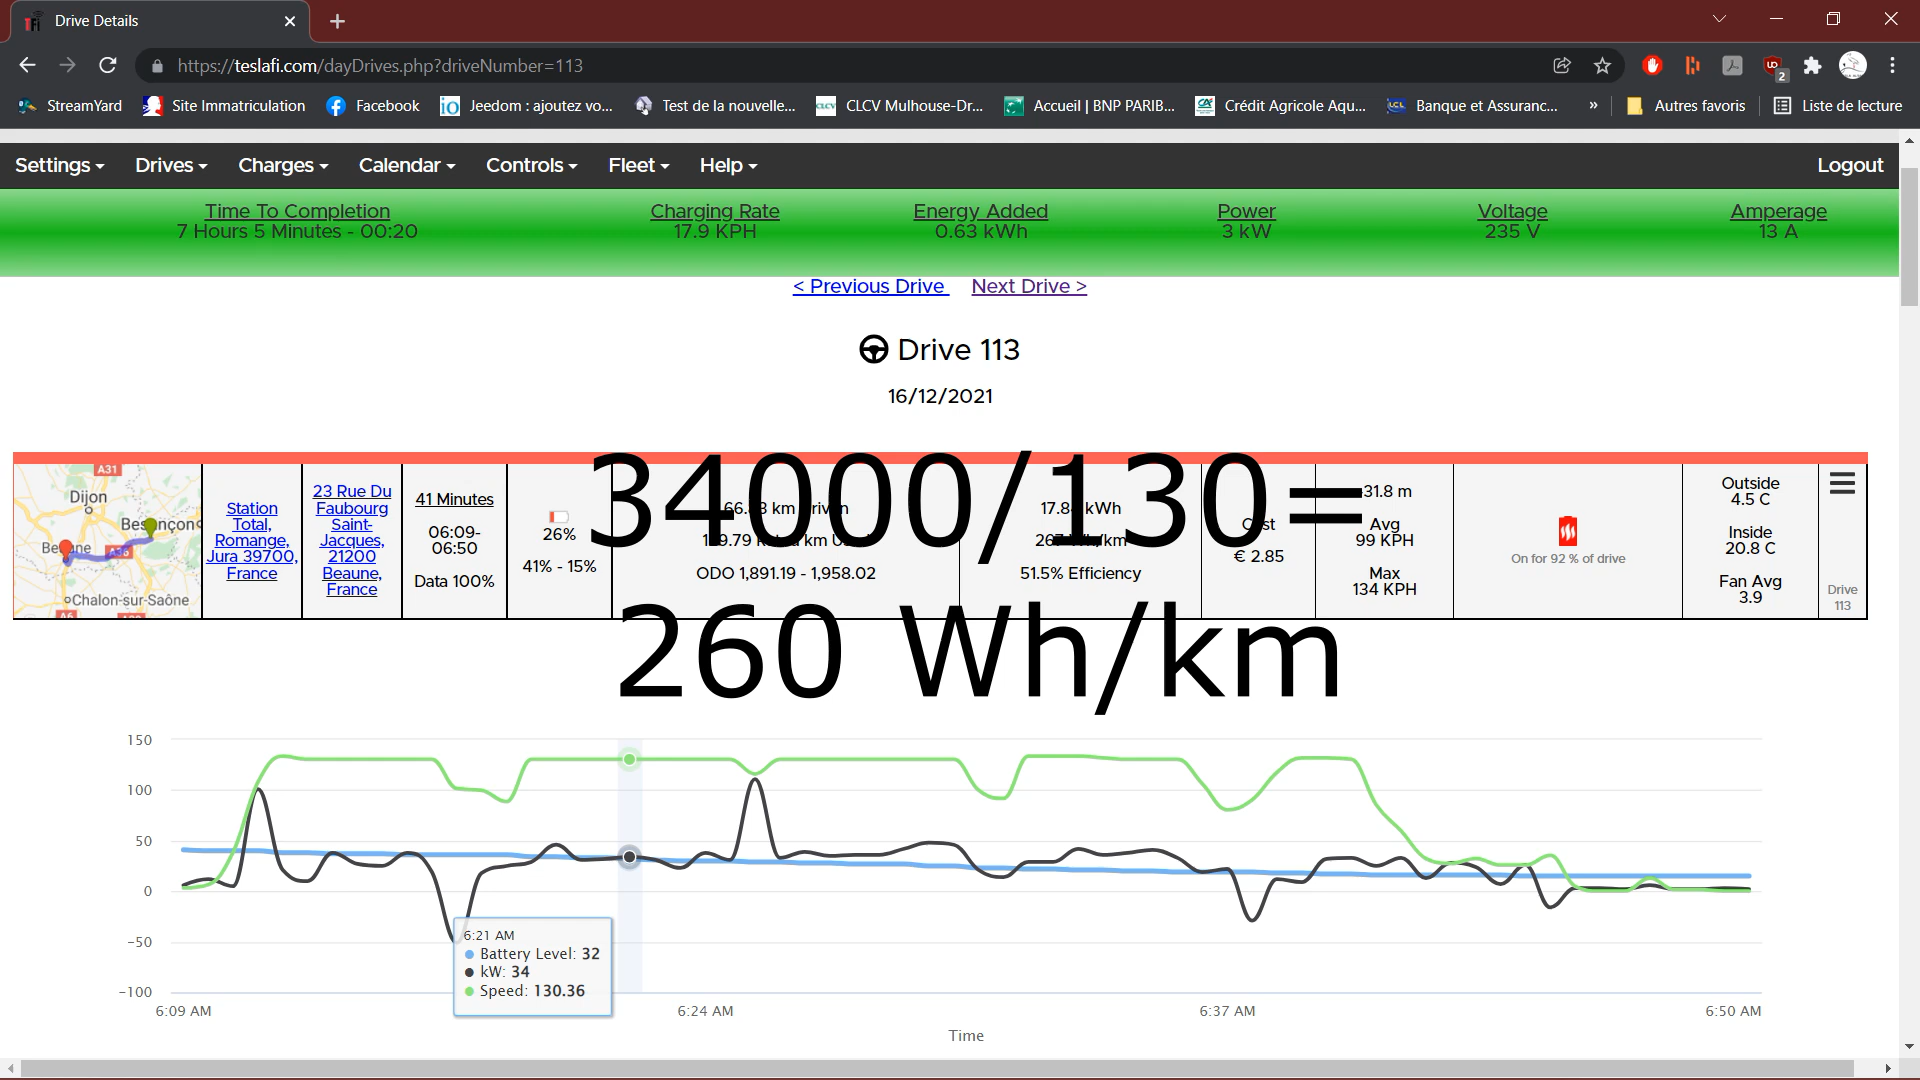 Drive Details
https://teslafi.com/dayDrives.php?driveNumber=113
2
StreamYard Site Immatriculation Facebook Jeedom : ajoutez vo... Test de la nouvelle... CLCV Mulhouse-Dr... Accueil | BNP PARIB... Crédit Agricole Aqu... Banque et Assuranc... » Autres favoris Liste de lecture
Settings Drives Charges Calendar Controls Fleet Help Logout
Time To Completion Charging Rate Energy Added Power Voltage Amperage
7 Hours 5 Minutes - 00:20 17.9 KPH 0.63 kWh 3 kW 235 V 13 A
< Previous Drive Next Drive >
Drive 113
16/12/2021
34000/130=
260 Wh/km
A31
Dijon
Besançon
Beaune
A36
Chalon-sur-Saône
A6
Station
Total,
Romange,
Jura 39700,
France
23 Rue Du
Faubourg
Saint-
Jacques,
21200
Beaune,
France
41 Minutes
06:09-
06:50
Data 100%
26%
41% - 15%
ODO 1,891.19 - 1,958.02
51.5% Efficiency
€ 2.85
-31.8 m
Avg
99 KPH
Max
134 KPH
On for 92 % of drive
Outside
4.5 C
Inside
20.8 C
Fan Avg
3.9
Drive
113
150
100
50
0
-50
-100
6:21 AM
Battery Level: 32
kW: 34
Speed: 130.36
6:09 AM 6:24 AM 6:37 AM 6:50 AM
Time